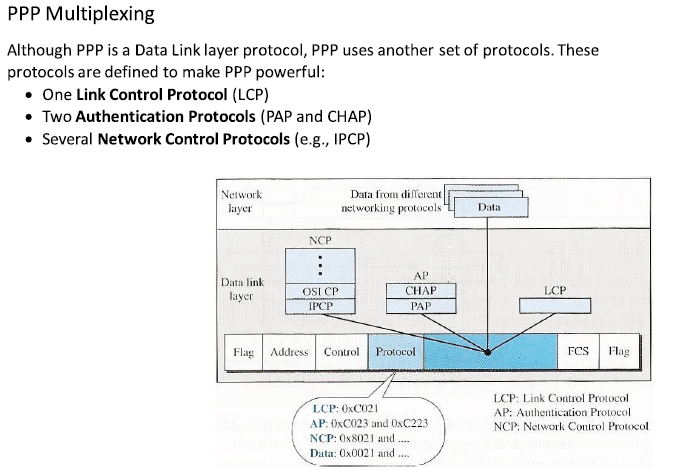 PPP Multiplexing
Although PPP is a Data Link layer protocol, PPP uses another set of protocols. These
protocols are defined to make PPP powerful:
• One Link Control Protocol (LCP)
• Two Authentication Protocols (PAP and CHAP)
• Several Network Control Protocols (e.g., IPCP)
Network
layer
Data from different
networking protocols
Data
NCP
Data link
layer
OSI CP
IPCP
AP
CHAP
PAP
LCP
Flag Address Control Protocol FCS Flag
LCP: 0xC021
AP: 0xC023 and 0xC223
NCP: 0x8021 and ....
Data: 0x0021 and ....
LCP: Link Control Protocol
AP: Authentication Protocol
NCP: Network Control Protocol